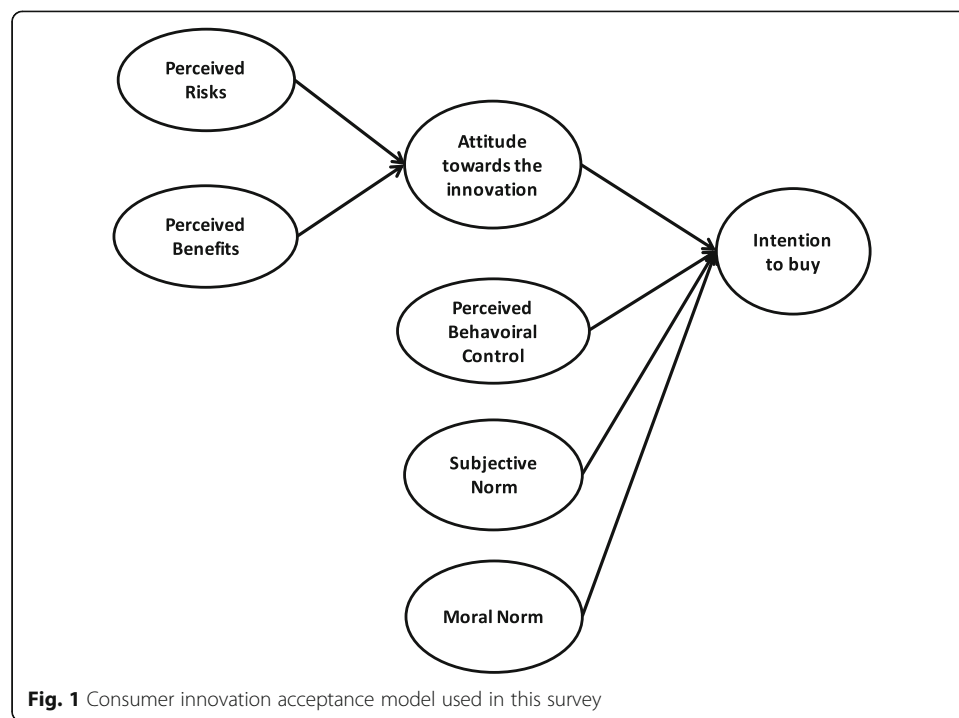 Perceived
Risks
Attitude
towards the
innovation
Perceived
Benefits
Intention
to buy
Perceived
Behavoiral
Control
Subjective
Norm
Moral Norm
Fig. 1 Consumer innovation acceptance model used in this survey